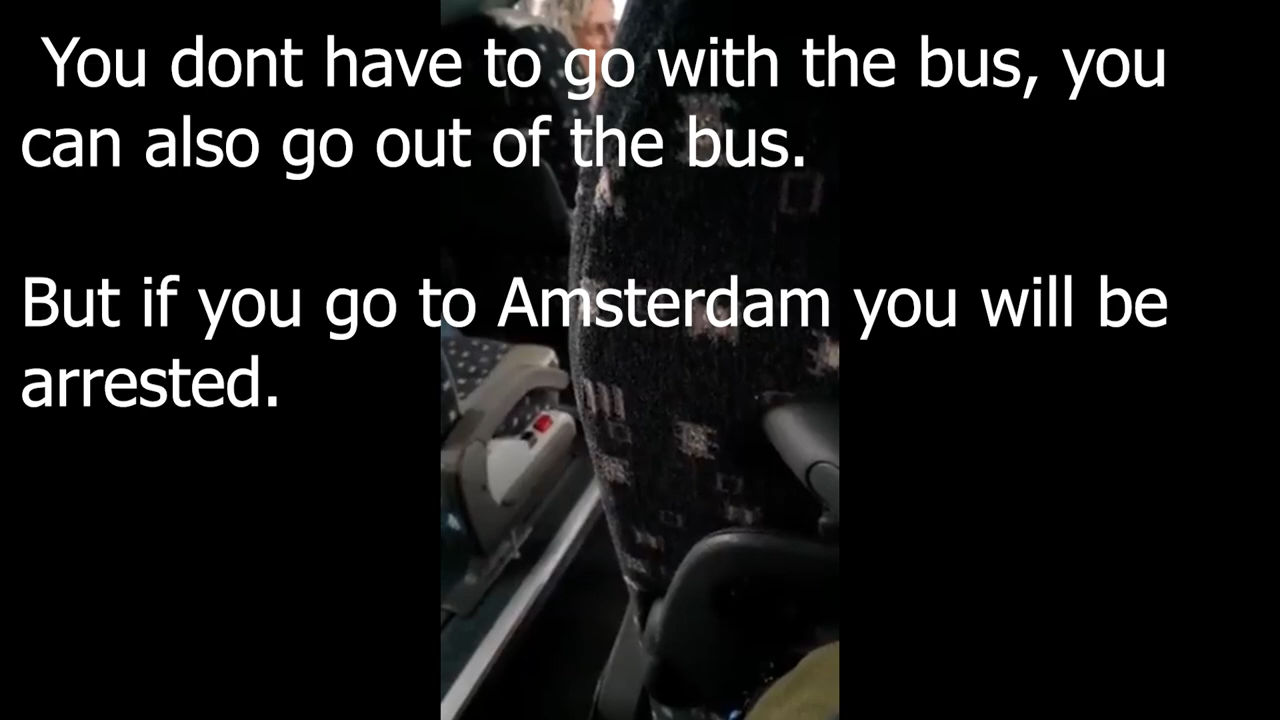 You dont have to go with the bus, you
can also go out of the bus.
But if you go to Amsterdam you will be
arrested.